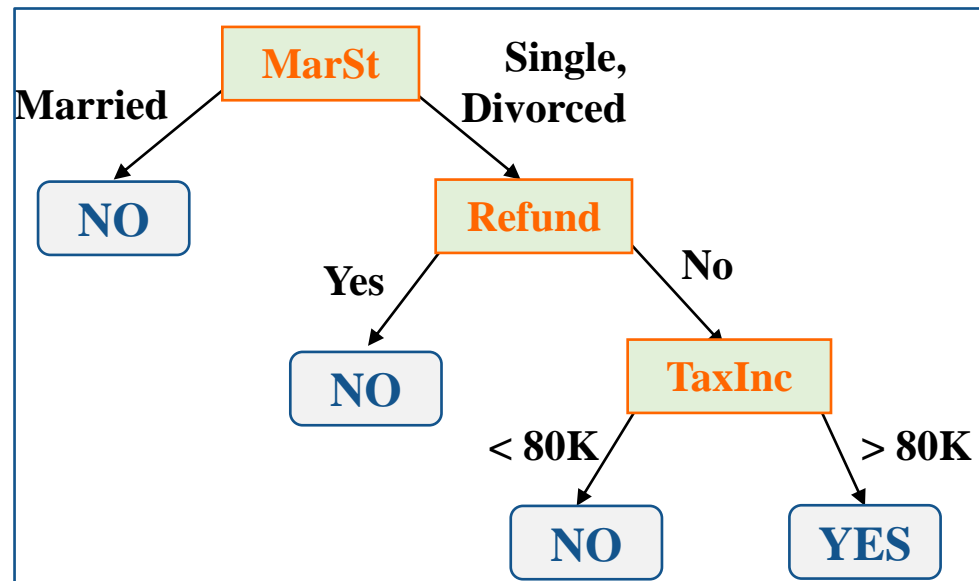 MarSt
Single,
Divorced
Married
NO
Refund
Yes
No
NO
TaxInc
< 80K
> 80K
NO
YES